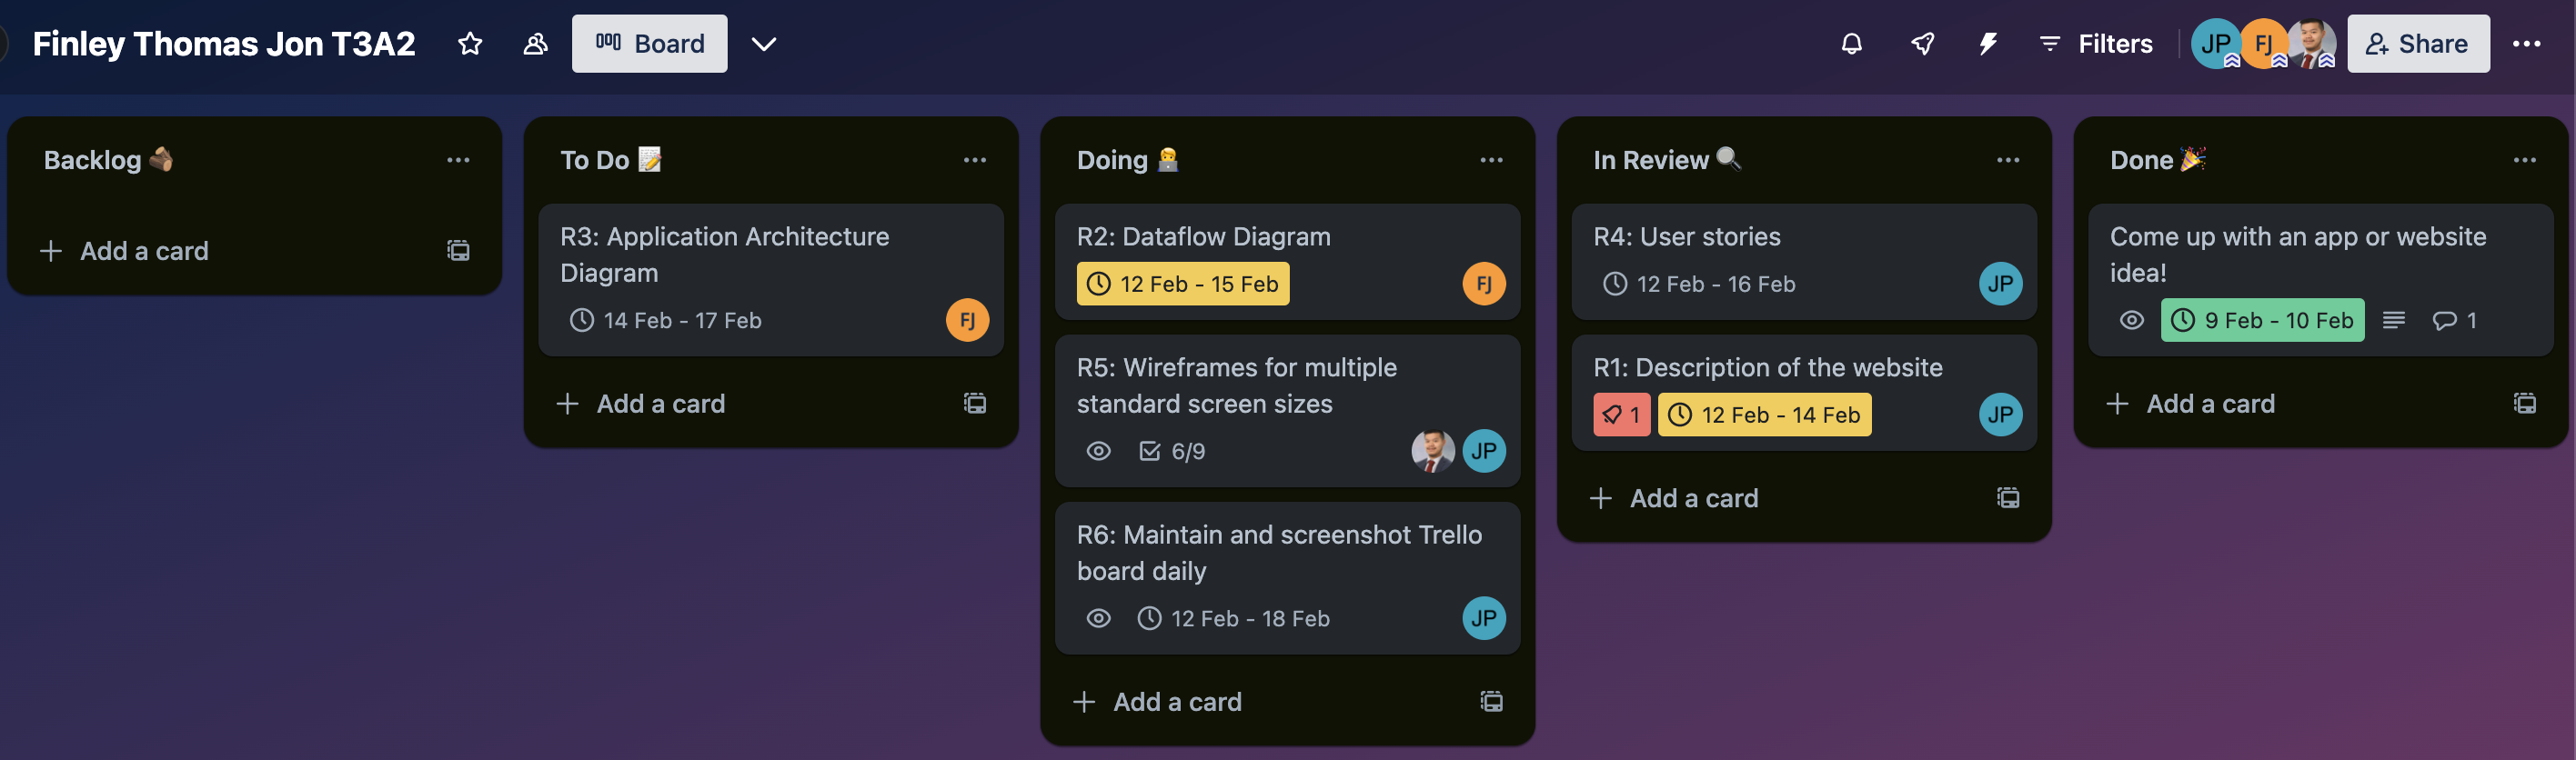 Finley Thomas Jon T3A2
Board
Filters
JP
FJ
Share
Backlog
Add a card
To Do
R3: Application Architecture
Diagram
14 Feb - 17 Feb
FJ
Add a card
Doing
R2: Dataflow Diagram
12 Feb - 15 Feb
FJ
R5: Wireframes for multiple
standard screen sizes
6/9
JP
R6: Maintain and screenshot Trello
board daily
12 Feb - 18 Feb
JP
Add a card
In Review
R4: User stories
12 Feb - 16 Feb
JP
R1: Description of the website
1
12 Feb - 14 Feb
JP
Add a card
Done
Come up with an app or website
idea!
9 Feb - 10 Feb
1
Add a card